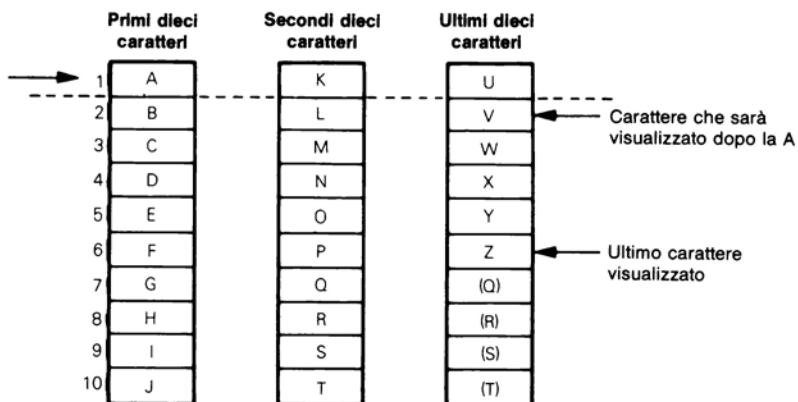 Primi dieci caratteri
Secondi dieci caratteri
Ultimi dieci caratteri
1 A K U
2 B L V
Carattere che sarà visualizzato dopo la A
3 C M W
4 D N X
5 E O Y
6 F P Z
Ultimo carattere visualizzato
7 G Q (Q)
8 H R (R)
9 I S (S)
10 J T (T)